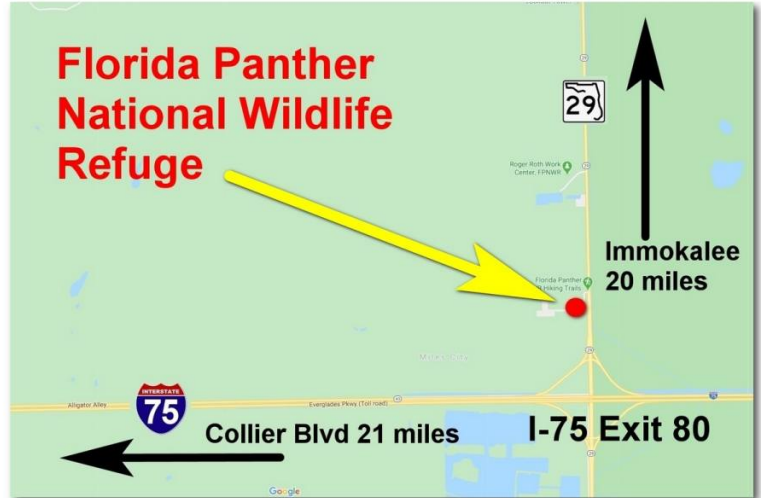 Florida Panther
National Wildlife
Refuge
29
Roger Roth Work
Center, FPNWR
Immokalee
20 miles
Florida Panther
Hiking Trails
INTERSTATE
75
Alligator Alley
Everglades Pkwy (Toll road)
Collier Blvd 21 miles
I-75 Exit 80
Google